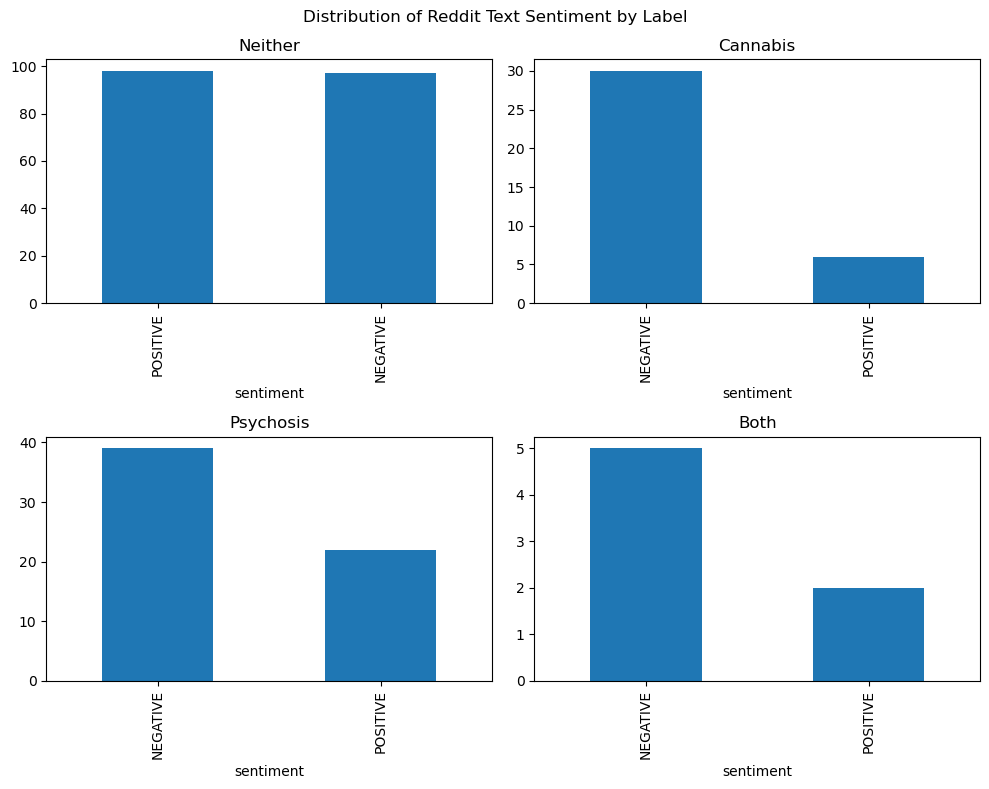 Distribution of Reddit Text Sentiment by Label
Neither
100
80
60
40
20
0
POSITIVE
NEGATIVE
sentiment
Cannabis
30
25
20
15
10
5
0
NEGATIVE
POSITIVE
sentiment
Psychosis
40
30
20
10
0
NEGATIVE
POSITIVE
sentiment
Both
5
4
3
2
1
0
NEGATIVE
POSITIVE
sentiment